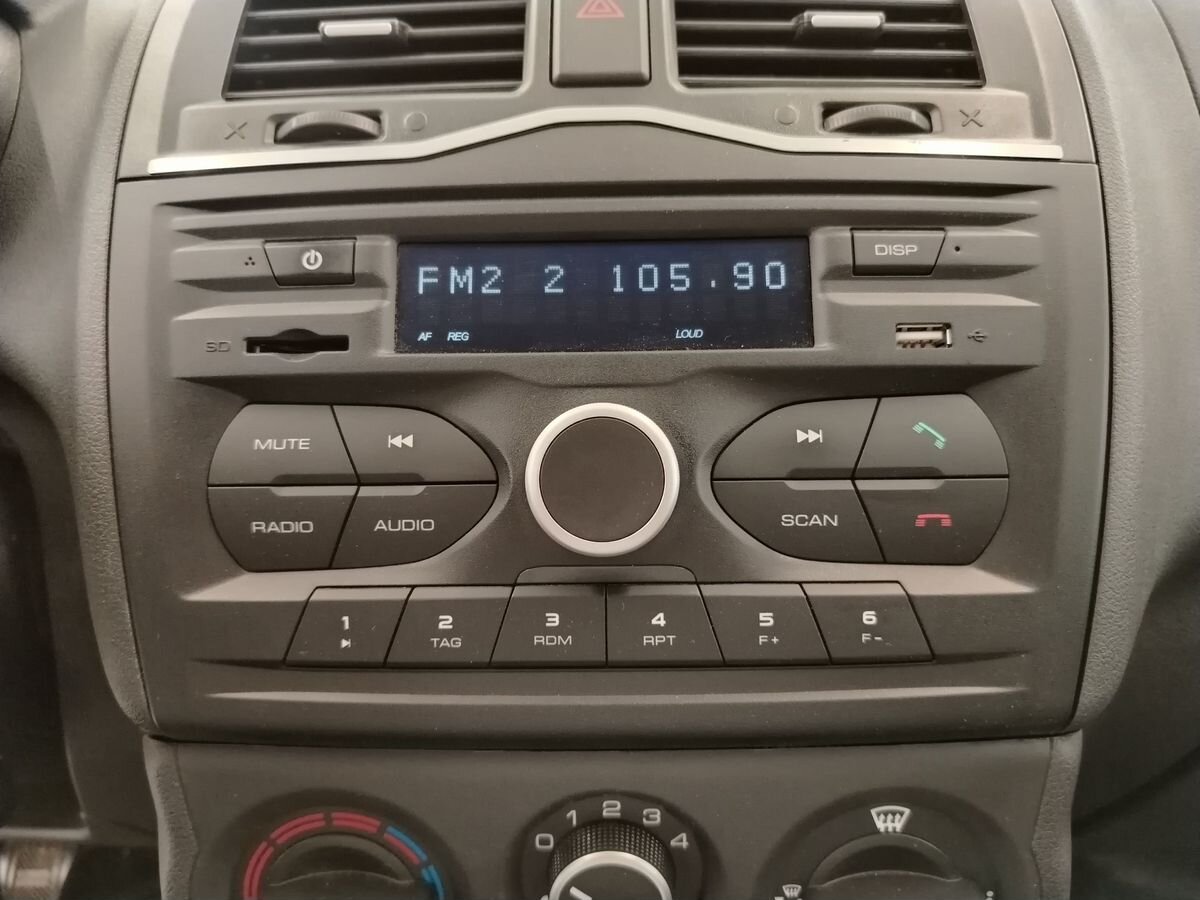 DISP
FM2 2 105.90
AF REG LOUD
SD
MUTE
RADIO AUDIO
SCAN
1 2 3 4 5 6
TAG RDM RPT F+ F-
0 1 2 3 4